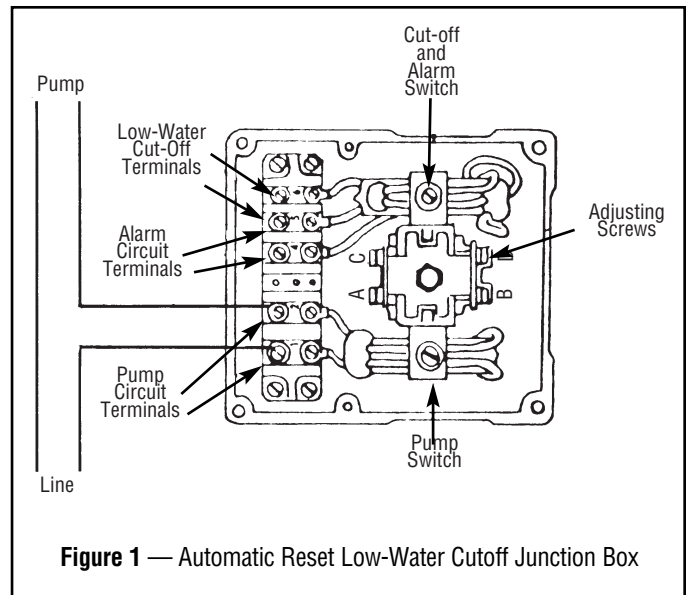 Cut-off
and
Alarm
Switch
Pump
Low-Water
Cut-Off
Terminals
Alarm
Circuit
Terminals
Adjusting
Screws
C
D
A
B
Pump
Circuit
Terminals
Pump
Switch
Line
Figure 1 — Automatic Reset Low-Water Cutoff Junction Box